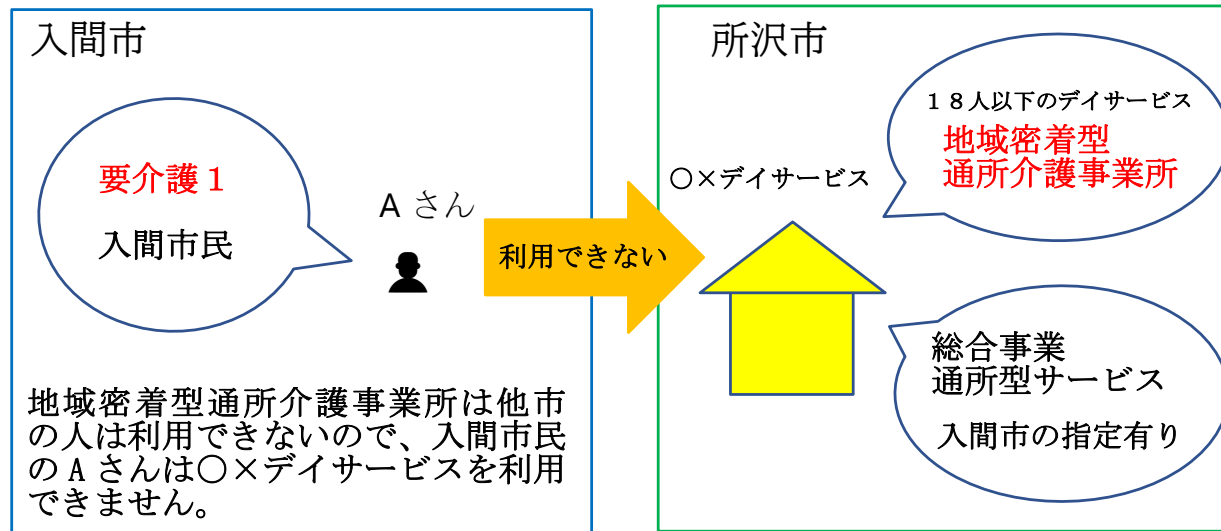 入間市
要介護１
入間市民
A さん
利用できない
地域密着型通所介護事業所は他市
の人は利用できないので、入間市民
の A さんは〇×デイサービスを利用
できません。
所沢市
１８人以下のデイサービス
地域密着型
通所介護事業所
〇×デイサービス
総合事業
通所型サービス
入間市の指定有り